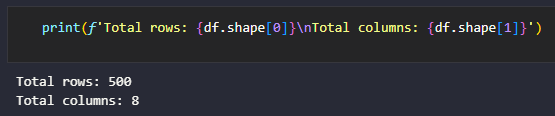 print(f'Total rows: {df.shape[0]}\nTotal columns: {df.shape[1]}')
Total rows: 500
Total columns: 8